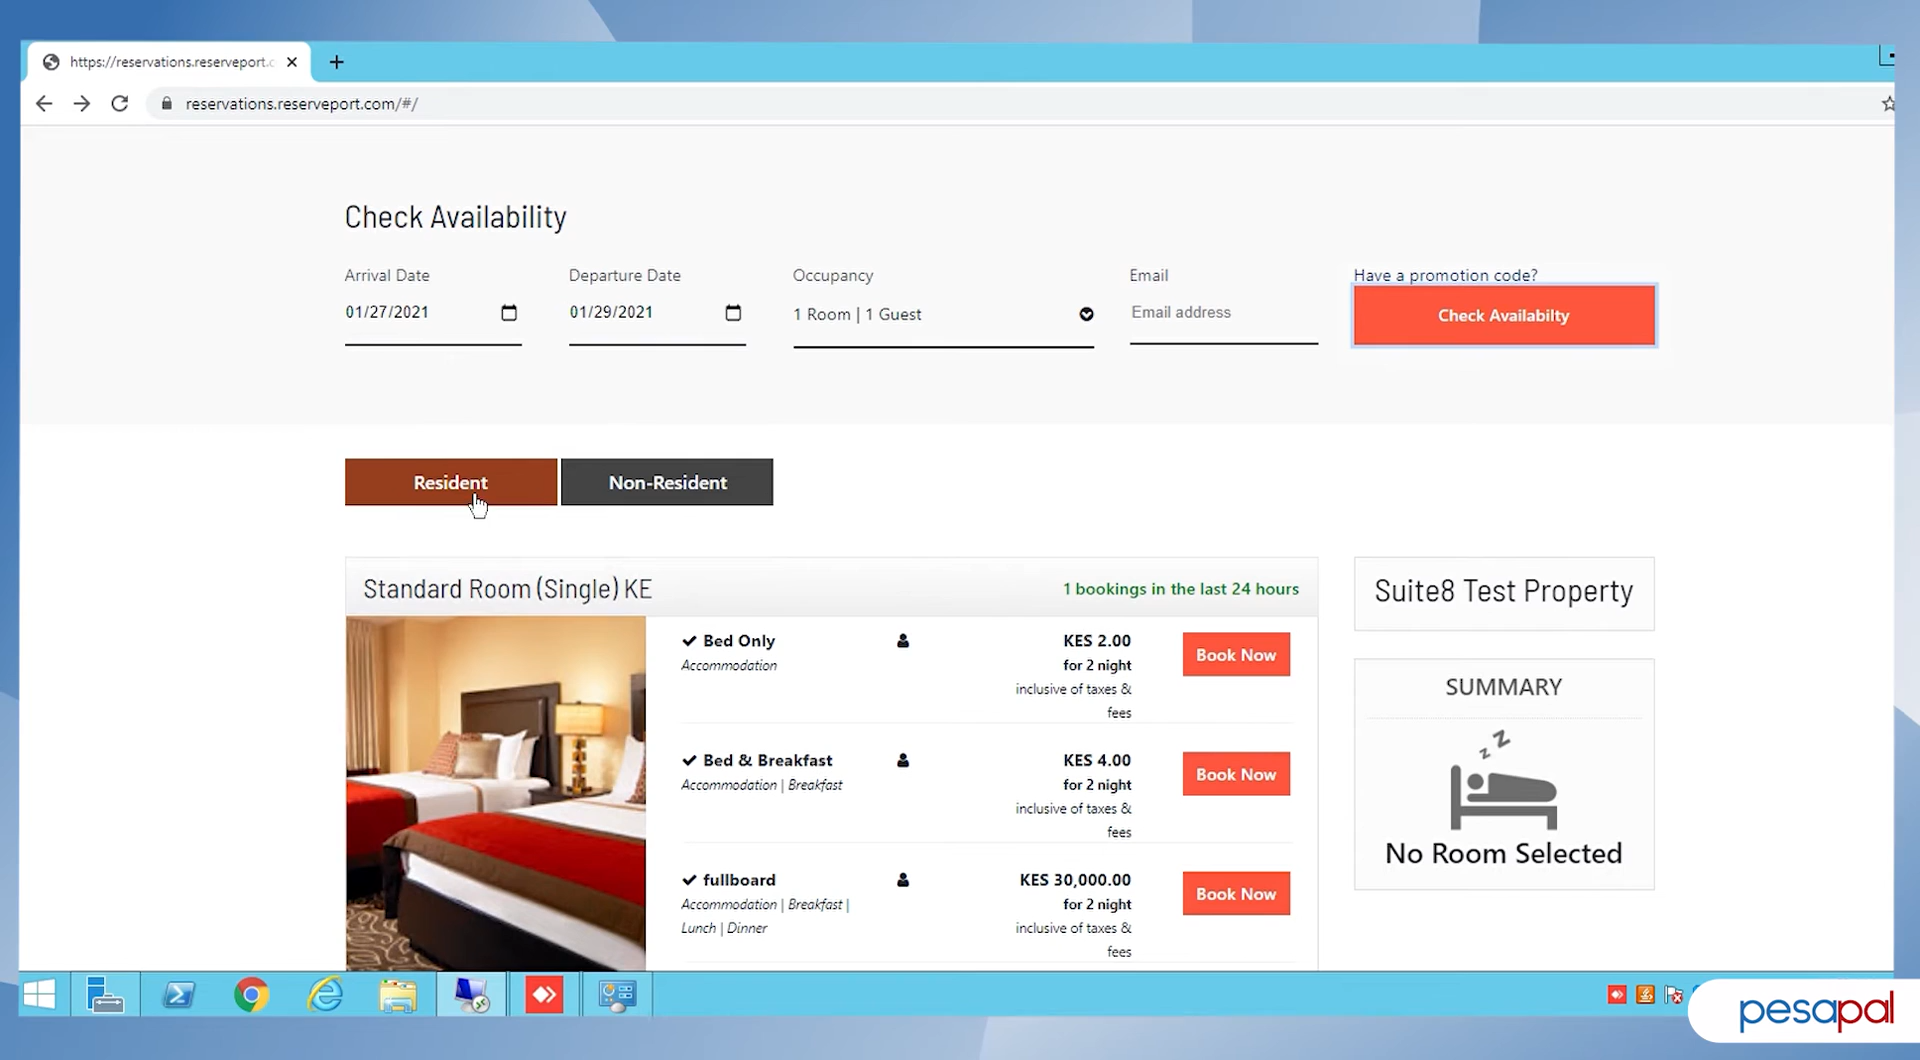 https://reservations.reserveport.c
reservations.reserveport.com/#/
Check Availability
Arrival Date
Departure Date
Occupancy
Email
Have a promotion code?
01/27/2021
01/29/2021
1 Room | 1 Guest
Email address
Check Availabilty
Resident
Non-Resident
Standard Room (Single) KE
1 bookings in the last 24 hours
Bed Only
Accommodation
KES 2.00
for 2 night
inclusive of taxes &
fees
Book Now
Bed & Breakfast
Accommodation | Breakfast
KES 4.00
for 2 night
inclusive of taxes &
fees
Book Now
fullboard
Accommodation | Breakfast |
Lunch | Dinner
KES 30,000.00
for 2 night
inclusive of taxes &
fees
Book Now
Suite8 Test Property
SUMMARY
z z
No Room Selected
pesapal